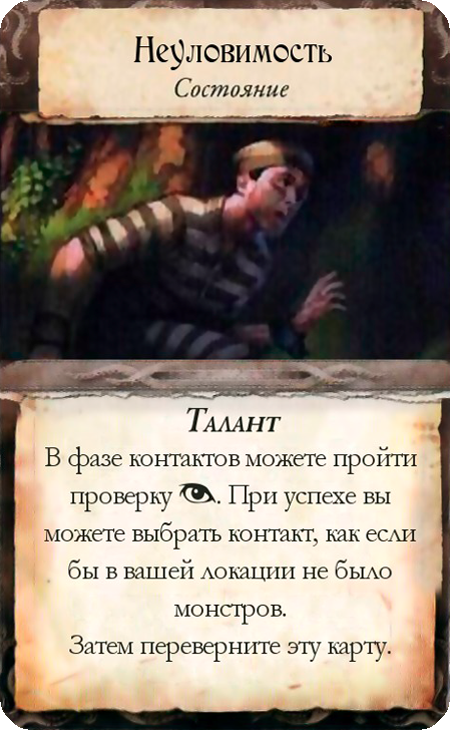 Неуловимость
Состояние
Талант
В фазе контактов можете пройти
проверку . При успехе вы
можете выбрать контакт, как если
бы в вашей локации не было
монстров.
Затем переверните эту карту.